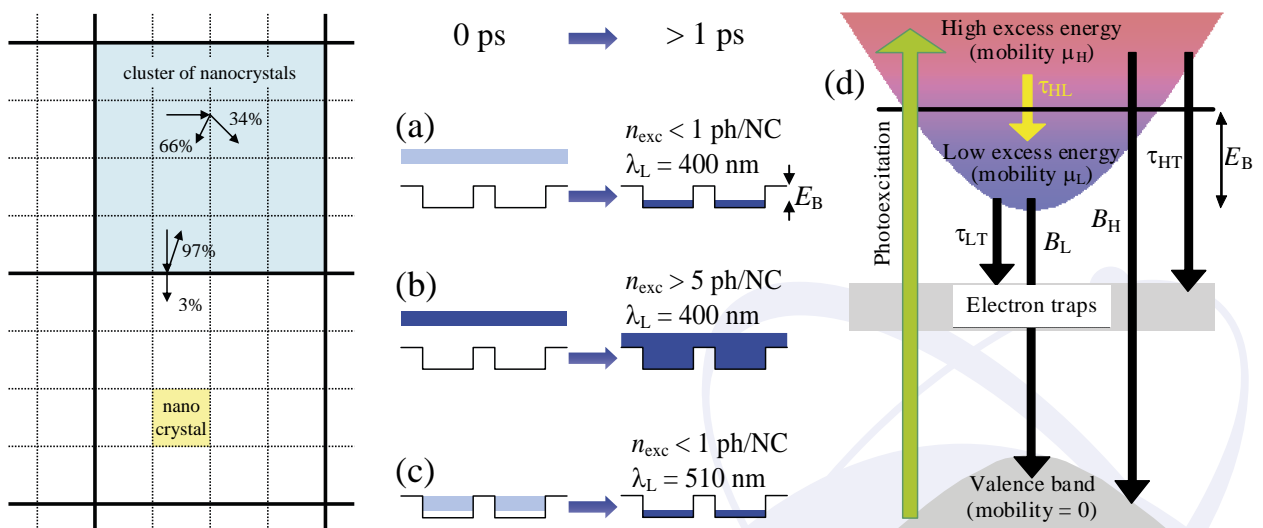 cluster of nanocrystals
34%
66%
97%
3%
nano
crystal
0 ps
> 1 ps
(a)
n_exc < 1 ph/NC
λ_L = 400 nm
E_B
(b)
n_exc > 5 ph/NC
λ_L = 400 nm
(c)
n_exc < 1 ph/NC
λ_L = 510 nm
(d)
High excess energy
(mobility μ_H)
τ_HL
Low excess energy
(mobility μ_L)
τ_HT
E_B
Photoexcitation
τ_LT
B_L
B_H
Electron traps
Valence band
(mobility = 0)